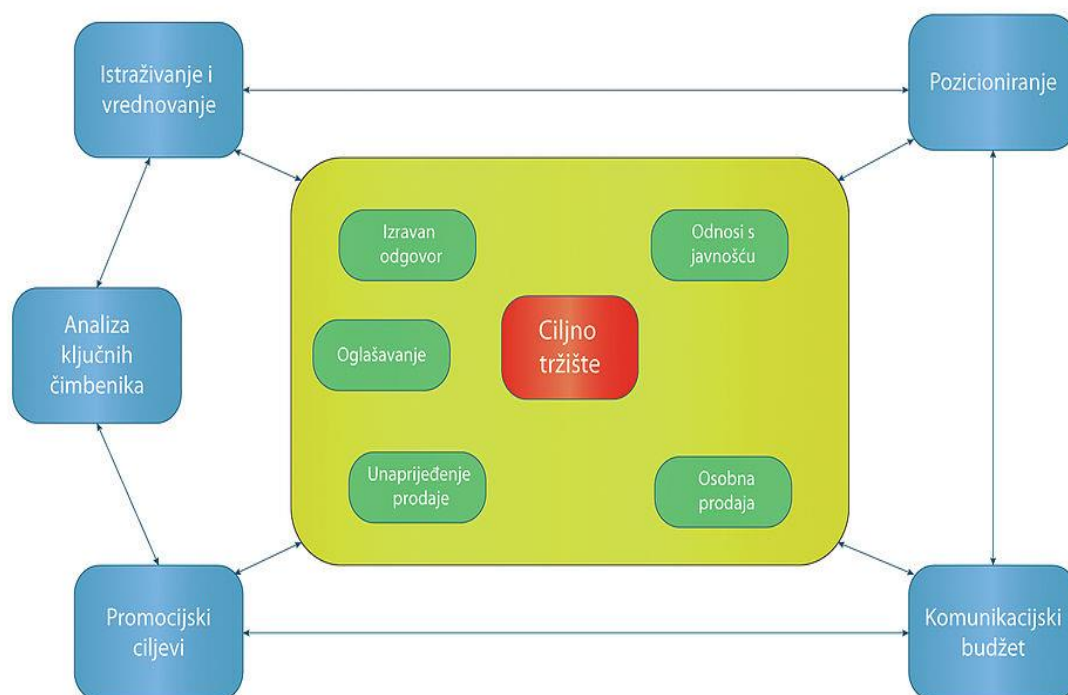 Istraživanje i
vrednovanje
Pozicioniranje
Izravan
odgovor
Odnosi s
javnošću
Ciljno
tržište
Analiza
ključnih
čimbenika
Oglašavanje
Unaprijeđenje
prodaje
Osobna
prodaja
Promocijski
ciljevi
Komunikacijski
budžet